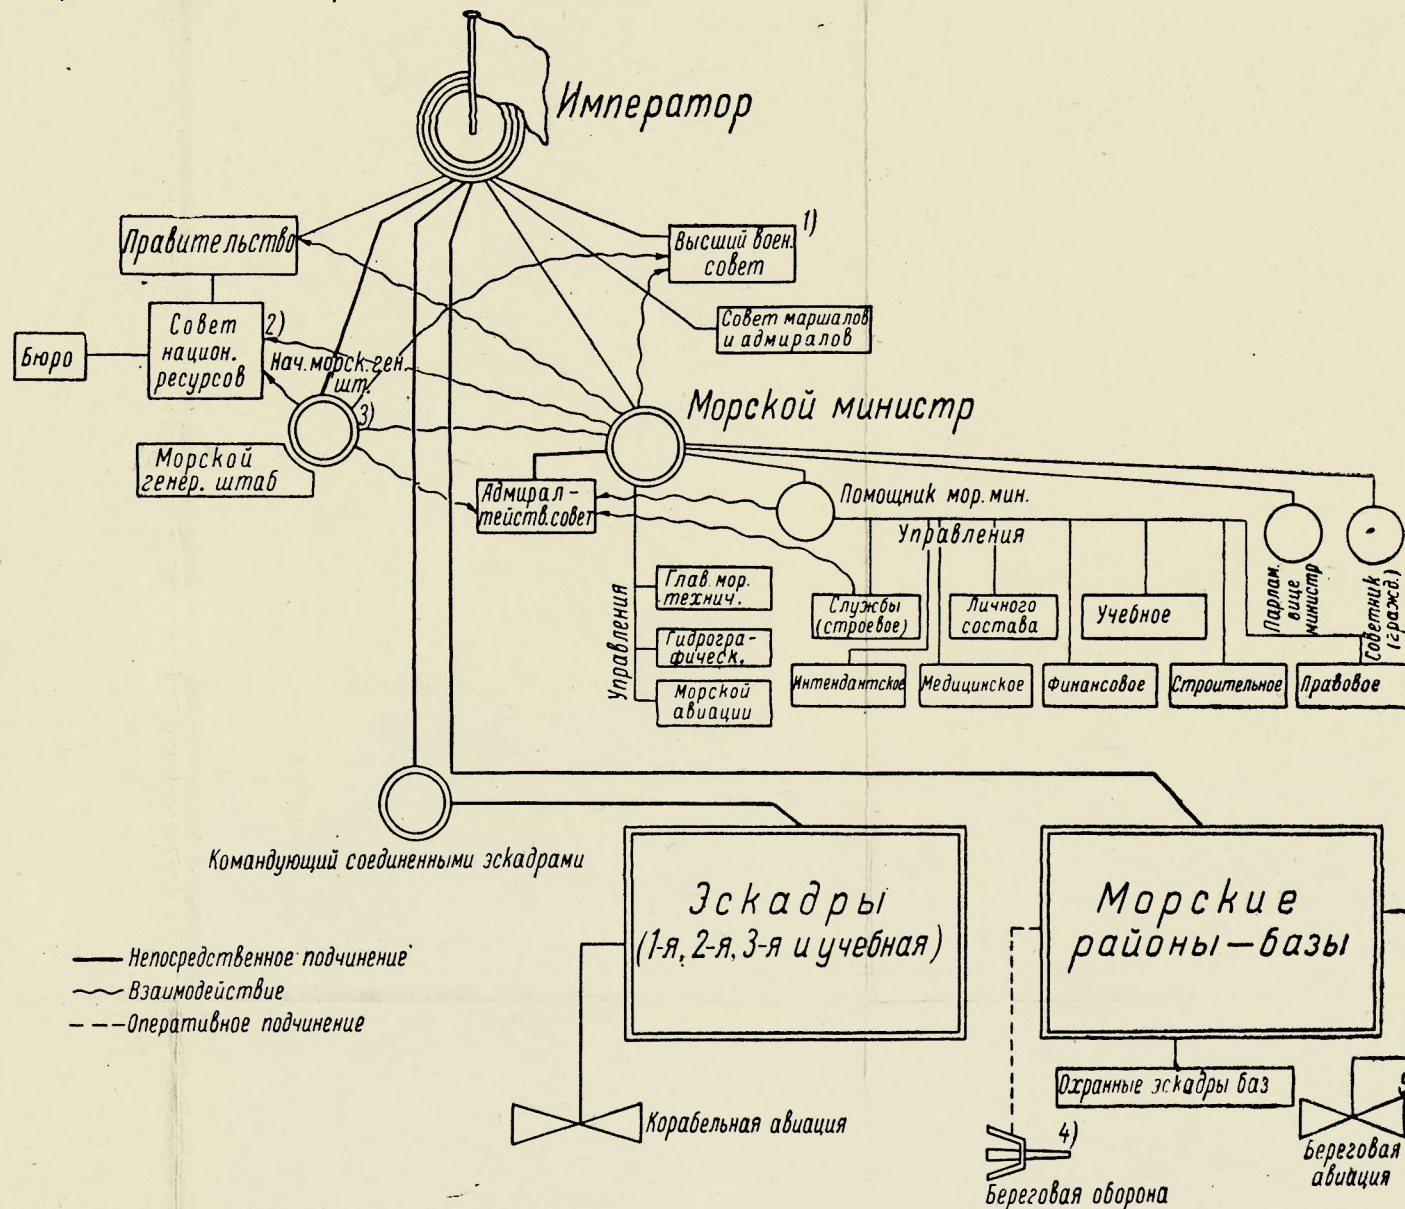 Император
Правительство
Высший воен.
совет
1)
Совет маршалов
и адмиралов
Бюро
Совет
национ.
ресурсов
2)
Нач. морск. ген.
шт.
3)
Морской
генер. штаб
Морской министр
Адмирал-
тейств. совет
Помощник мор. мин.
Управления
Парлам.
вице
министр
Советник
(гражд.)
Управления
Глав. мор.
технич.
Гидрогра-
фическ.
Морской
авиации
Службы
(строевое)
Личного
состава
Учебное
Интендантское
Медицинское
Финансовое
Строительное
Правовое
Командующий соединенными эскадрами
Эскадры
(1-я, 2-я, 3-я и учебная)
Морские
районы-базы
Непосредственное подчинение
Взаимодействие
Оперативное подчинение
Корабельная авиация
Охранные эскадры баз
4)
Береговая оборона
Береговая
авиация